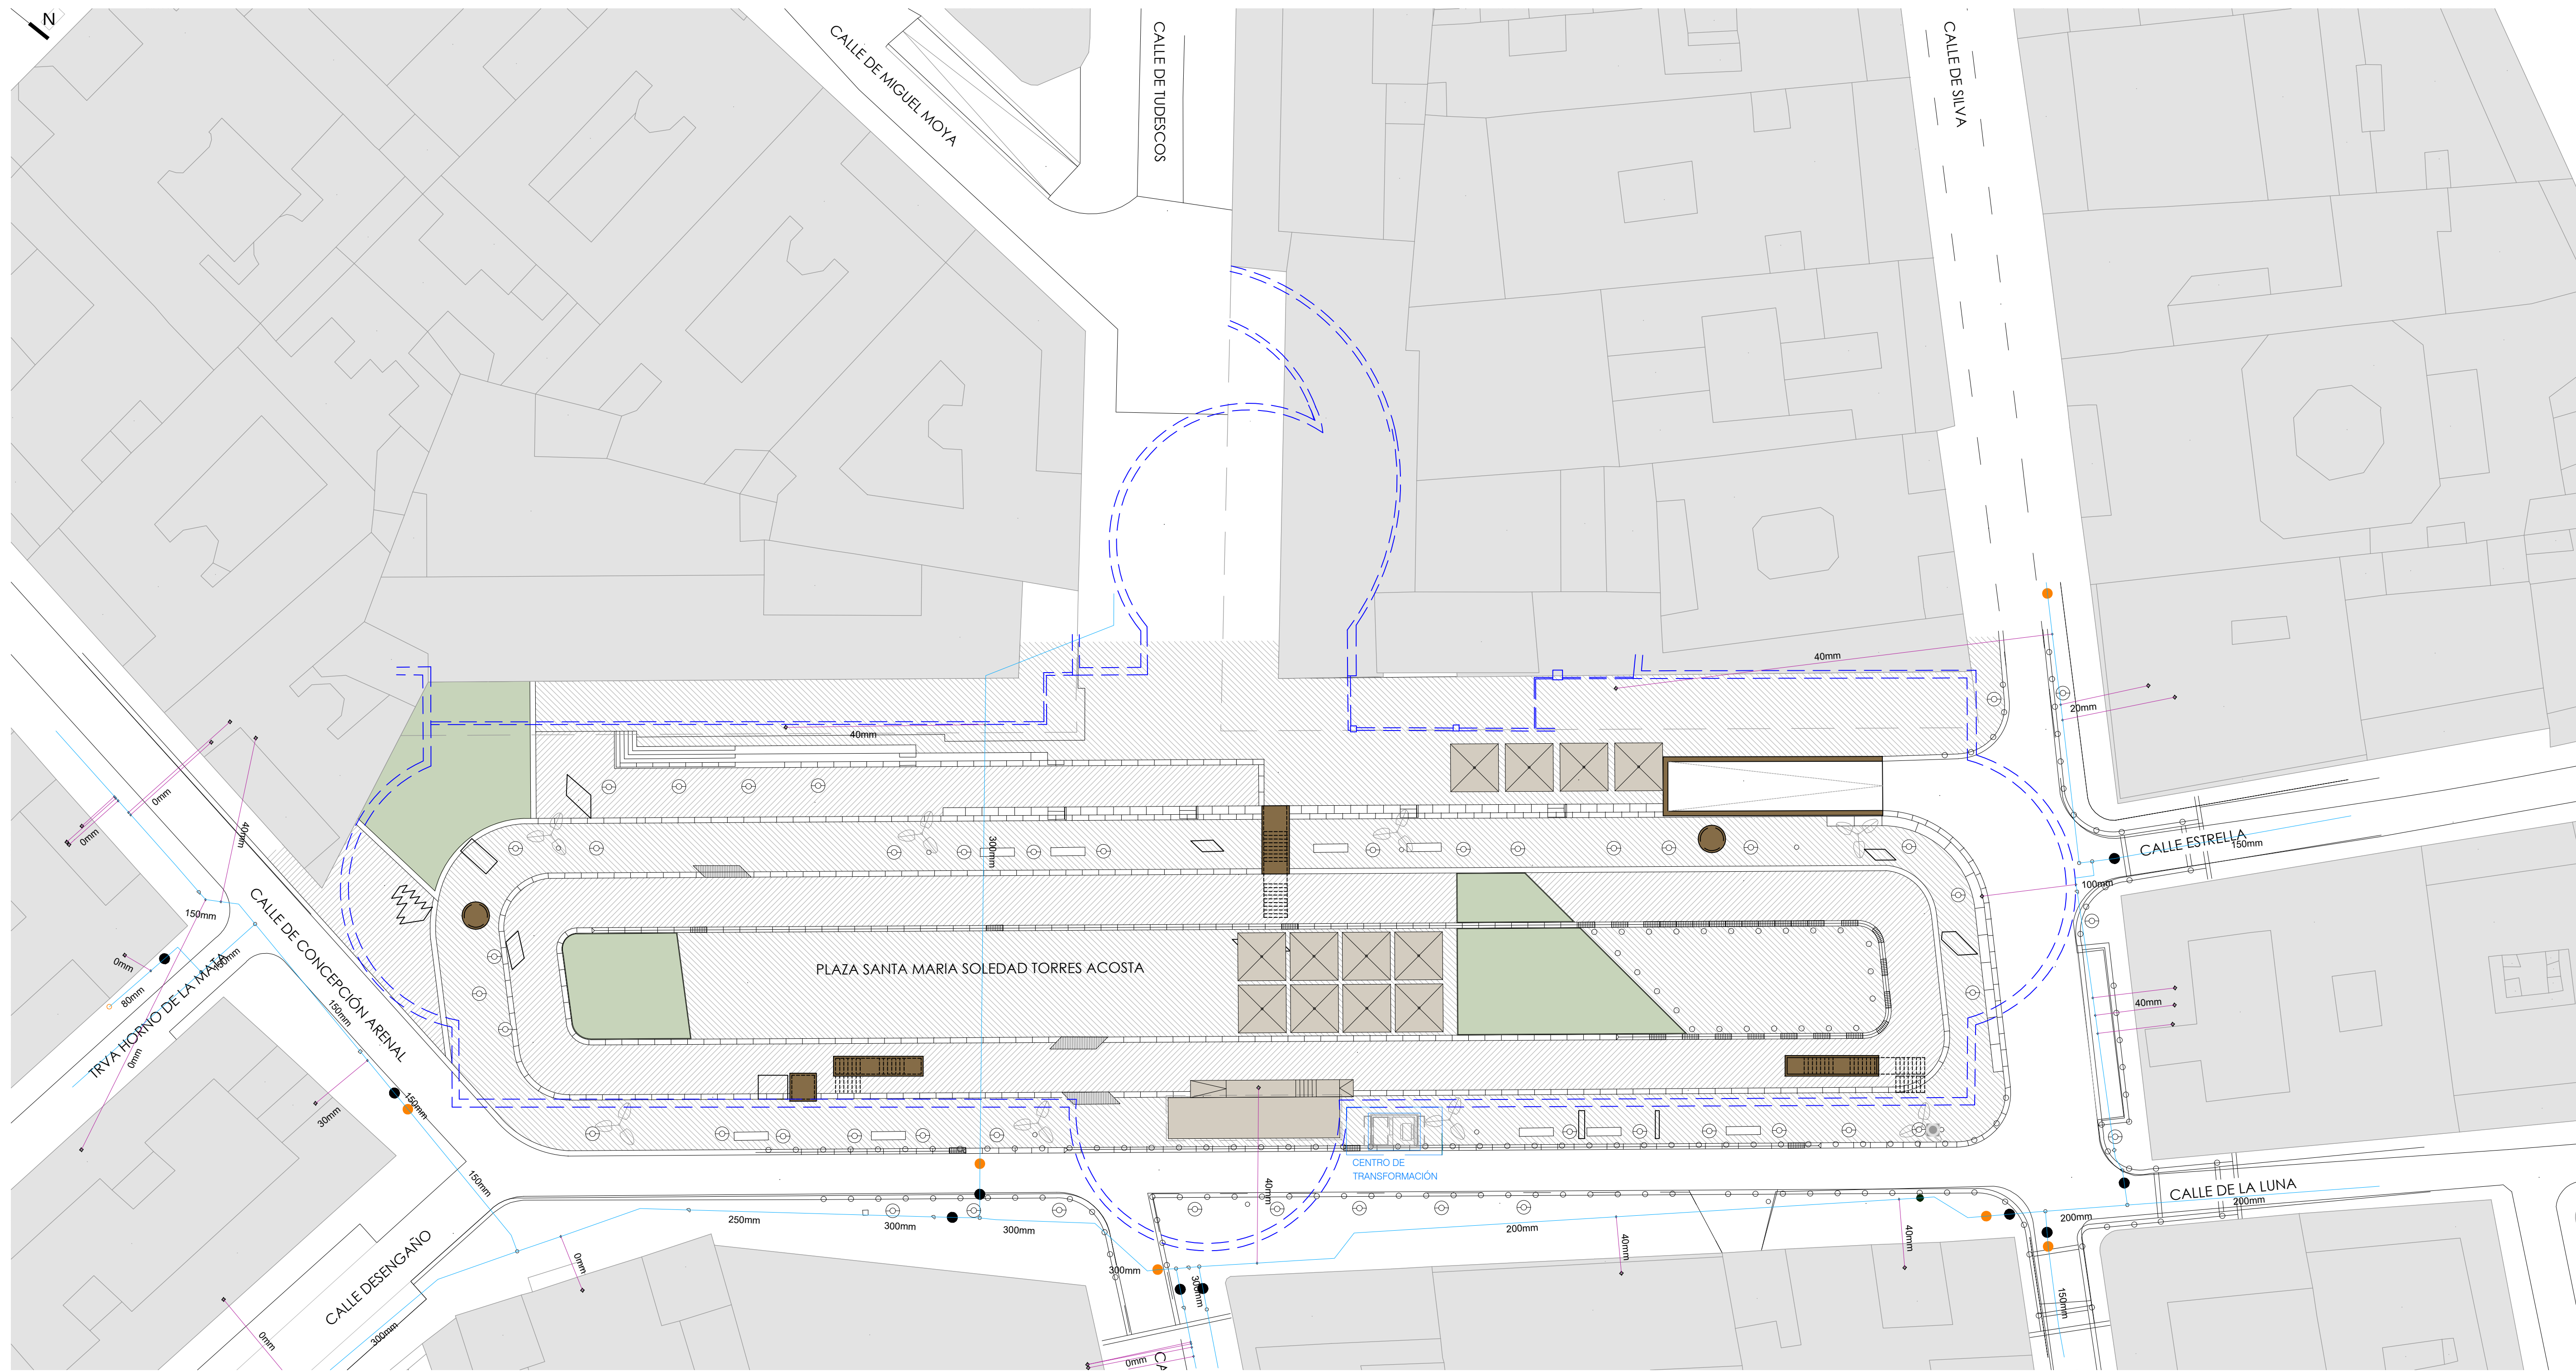 N
CALLE DE MIGUEL MOYA
CALLE DE TUDESCOS
CALLE DE SILVA
40mm
20mm
40mm
0mm
0mm
40mm
300mm
CALLE ESTRELLA
150mm
100mm
150mm
CALLE DE CONCEPCIÓN ARENAL
150mm
0mm
80mm
TRVA HORNO DE LA MATA
0mm
PLAZA SANTA MARIA SOLEDAD TORRES ACOSTA
40mm
150mm
150mm
30mm
150mm
CENTRO DE
TRANSFORMACIÓN
40mm
CALLE DE LA LUNA
200mm
200mm
250mm
300mm
300mm
200mm
40mm
40mm
CALLE DESENGAÑO
0mm
300mm
300mm
300mm
150mm
0mm
0mm
CA